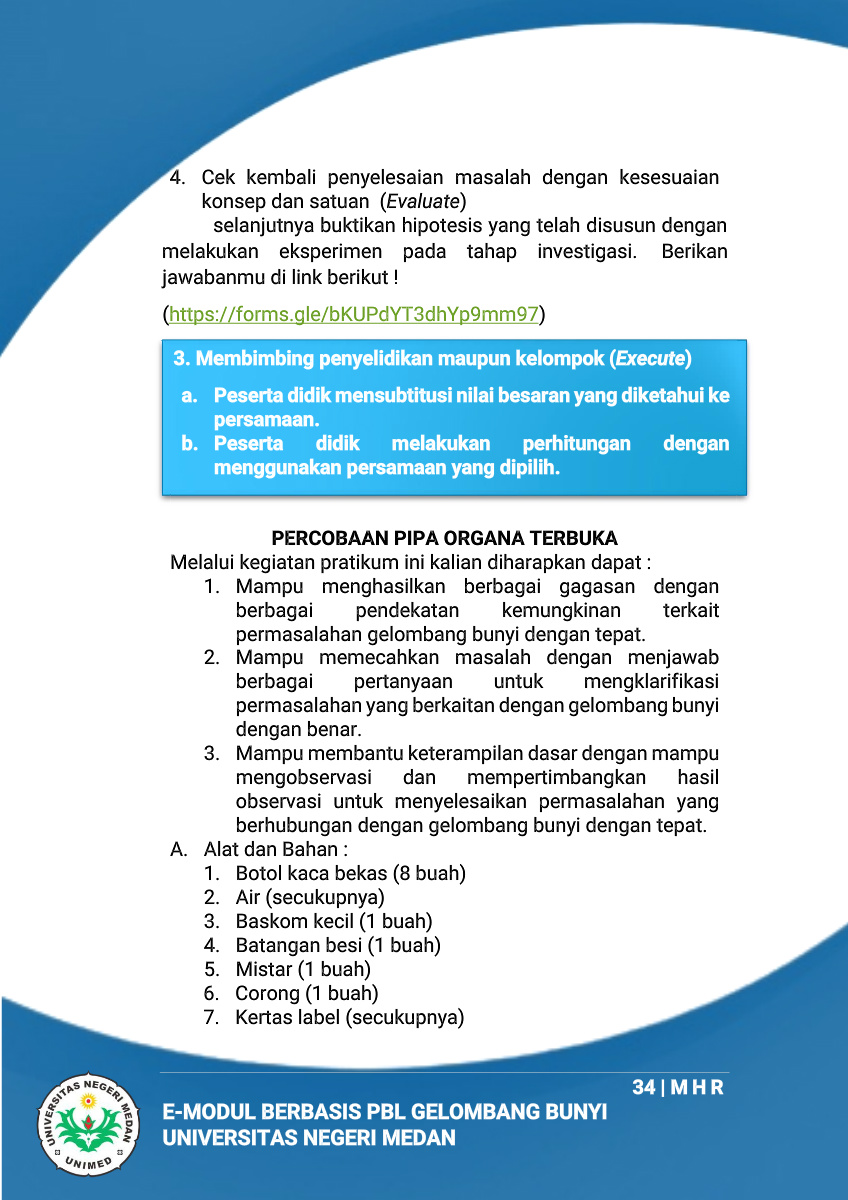 4. Cek kembali penyelesaian masalah dengan kesesuaian
konsep dan satuan (Evaluate)
selanjutnya buktikan hipotesis yang telah disusun dengan
melakukan eksperimen pada tahap investigasi. Berikan
jawabanmu di link berikut !
(https://forms.gle/bKUPdYT3dhYp9mm97)
3. Membimbing penyelidikan maupun kelompok (Execute)
a. Peserta didik mensubtitusi nilai besaran yang diketahui ke
persamaan.
b. Peserta didik melakukan perhitungan dengan
menggunakan persamaan yang dipilih.
PERCOBAAN PIPA ORGANA TERBUKA
Melalui kegiatan pratikum ini kalian diharapkan dapat :
1. Mampu menghasilkan berbagai gagasan dengan
berbagai pendekatan kemungkinan terkait
permasalahan gelombang bunyi dengan tepat.
2. Mampu memecahkan masalah dengan menjawab
berbagai pertanyaan untuk mengklarifikasi
permasalahan yang berkaitan dengan gelombang bunyi
dengan benar.
3. Mampu membantu keterampilan dasar dengan mampu
mengobservasi dan mempertimbangkan hasil
observasi untuk menyelesaikan permasalahan yang
berhubungan dengan gelombang bunyi dengan tepat.
A. Alat dan Bahan :
1. Botol kaca bekas (8 buah)
2. Air (secukupnya)
3. Baskom kecil (1 buah)
4. Batangan besi (1 buah)
5. Mistar (1 buah)
6. Corong (1 buah)
7. Kertas label (secukupnya)
34 | M H R
E-MODUL BERBASIS PBL GELOMBANG BUNYI
UNIVERSITAS NEGERI MEDAN
UNIVERSITAS NEGERI MEDAN
UNIMED